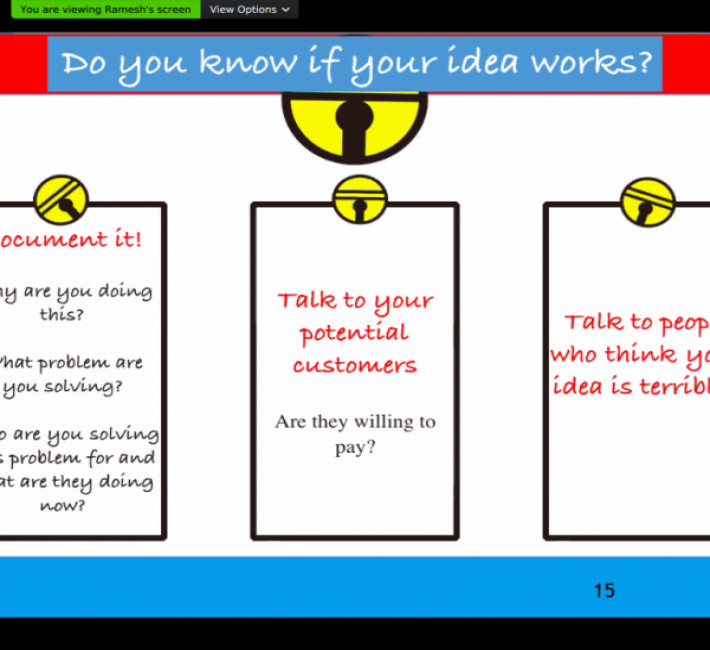 You are viewing Ramesh's screen View Options
Do you know if your idea works?
ocument it!
y are you doing
this?
hat problem are
you solving?
o are you solving
s problem for and
at are they doing
now?
Talk to your
potential
customers
Are they willing to
pay?
Talk to peop
who think yo
idea is terribl
15